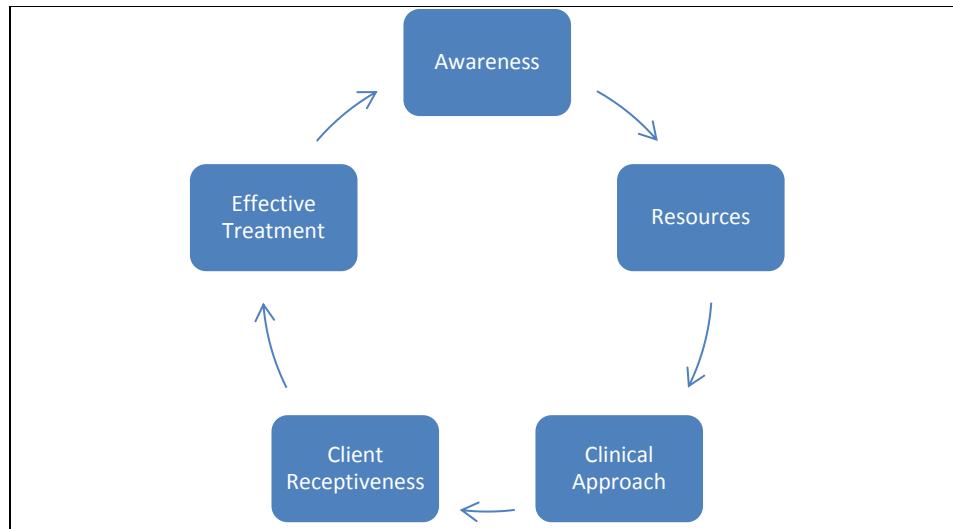 Awareness
Resources
Clinical
Approach
Client
Receptiveness
Effective
Treatment